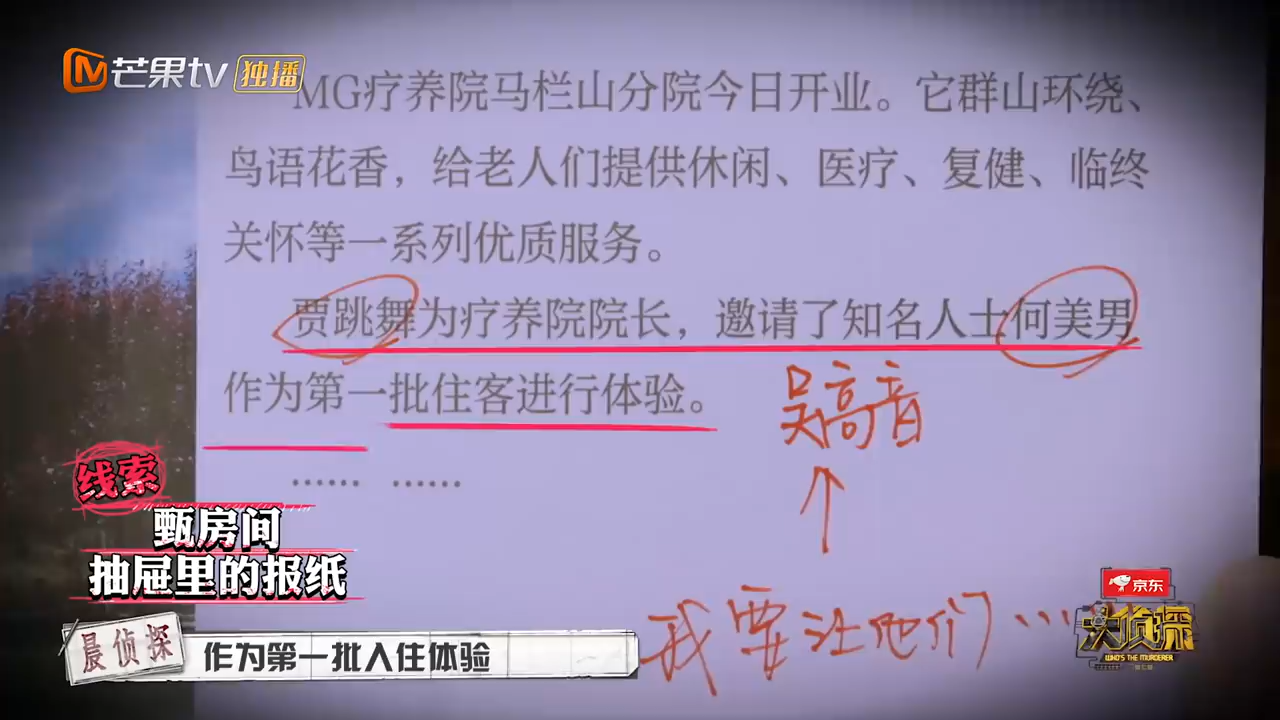 芒果TV 独播
MG疗养院马栏山分院今日开业。它群山环绕、
鸟语花香，给老人们提供休闲、医疗、复健、临终
关怀等一系列优质服务。
贾跳舞为疗养院院长，邀请了知名人士何美男
作为第一批住客进行体验。
吴高音
…… ……
线索
甄房间
抽屉里的报纸
我要让他们…
京东
大侦探
WHO'S THE MURDERER
晨侦探
作为第一批入住体验